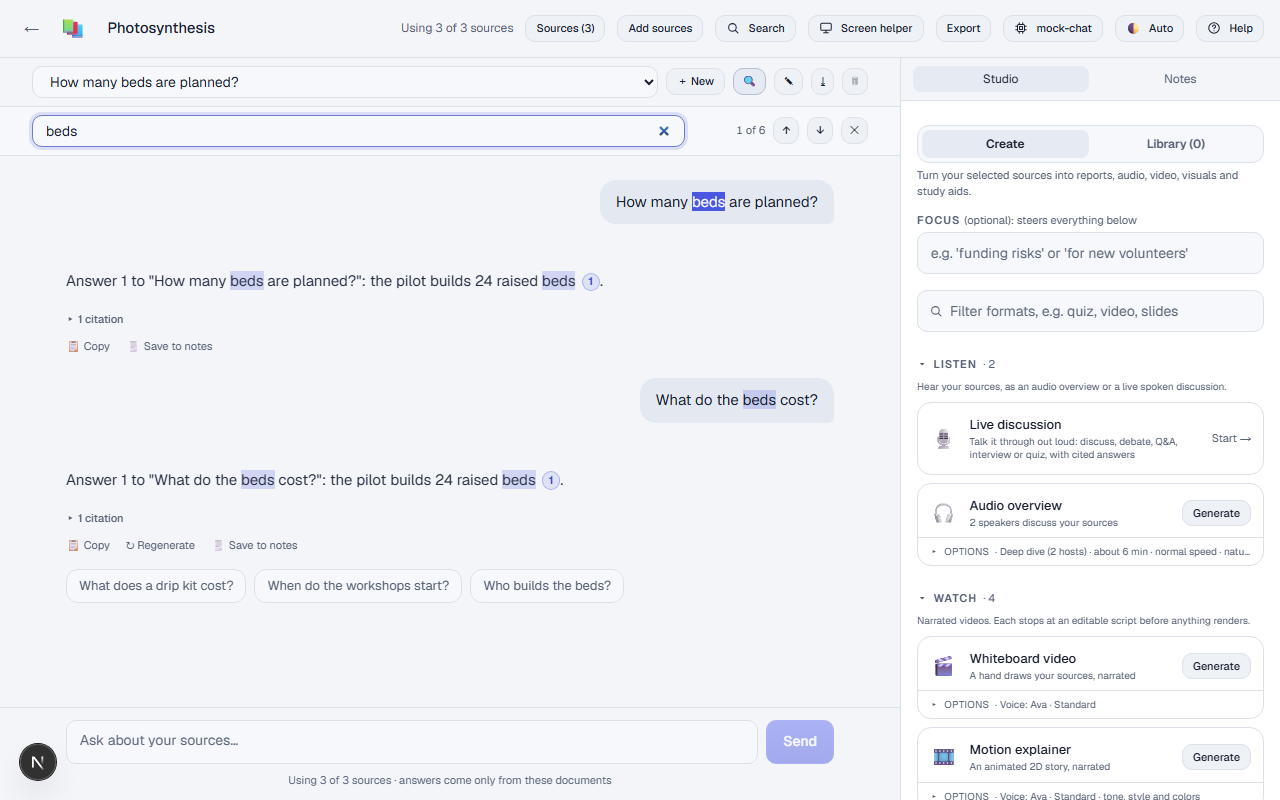 ← Photosynthesis Using 3 of 3 sources Sources (3) Add sources Search Screen helper Export mock-chat Auto Help
How many beds are planned? + New
beds 1 of 6
How many beds are planned?
Answer 1 to "How many beds are planned?": the pilot builds 24 raised beds 1.
1 citation
Copy Save to notes
What do the beds cost?
Answer 1 to "What do the beds cost?": the pilot builds 24 raised beds 1.
1 citation
Copy ↻ Regenerate Save to notes
What does a drip kit cost? When do the workshops start? Who builds the beds?
Ask about your sources… Send
Using 3 of 3 sources · answers come only from these documents
N
Studio Notes
Create Library (0)
Turn your selected sources into reports, audio, video, visuals and
study aids.
FOCUS (optional): steers everything below
e.g. 'funding risks' or 'for new volunteers'
Filter formats, e.g. quiz, video, slides
LISTEN · 2
Hear your sources, as an audio overview or a live spoken discussion.
Live discussion
Talk it through out loud: discuss, debate, Q&A,
interview or quiz, with cited answers
Start →
Audio overview
2 speakers discuss your sources
Generate
OPTIONS · Deep dive (2 hosts) · about 6 min · normal speed · natu…
WATCH · 4
Narrated videos. Each stops at an editable script before anything renders.
Whiteboard video
A hand draws your sources, narrated
Generate
OPTIONS · Voice: Ava · Standard
Motion explainer
An animated 2D story, narrated
Generate
OPTIONS · Voice: Ava · Standard · tone, style and colors